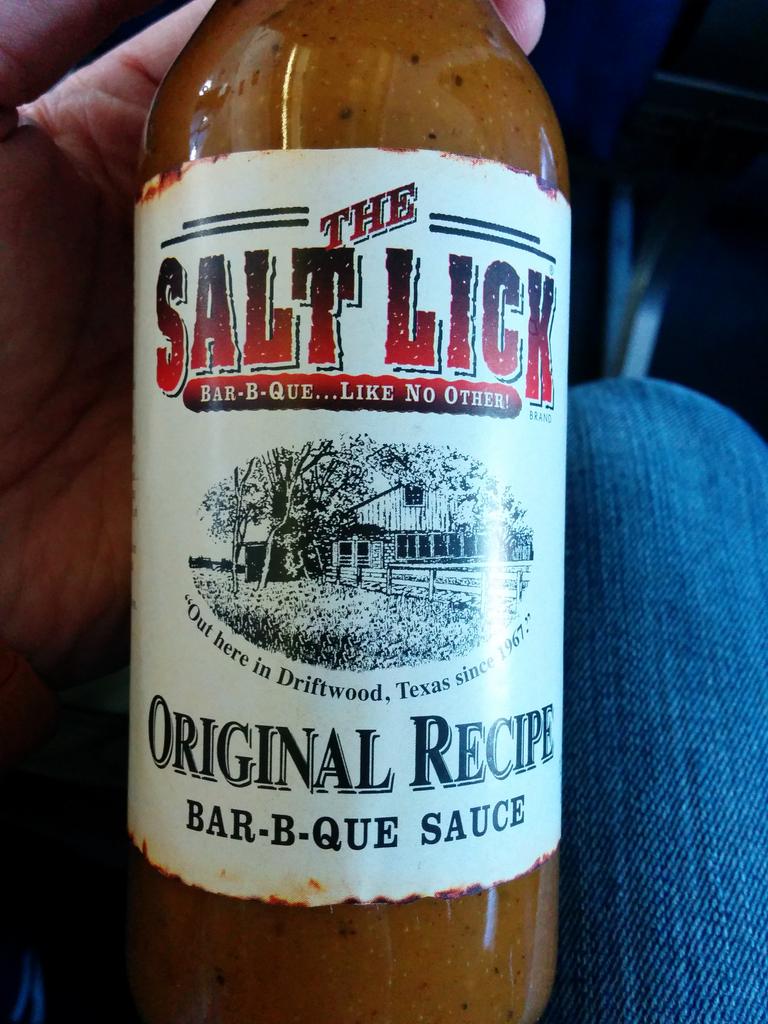 THE
SALT LICK®
BAR-B-QUE...LIKE NO OTHER!
BRAND
"Out here in Driftwood, Texas since 1967."
ORIGINAL RECIPE
BAR-B-QUE SAUCE